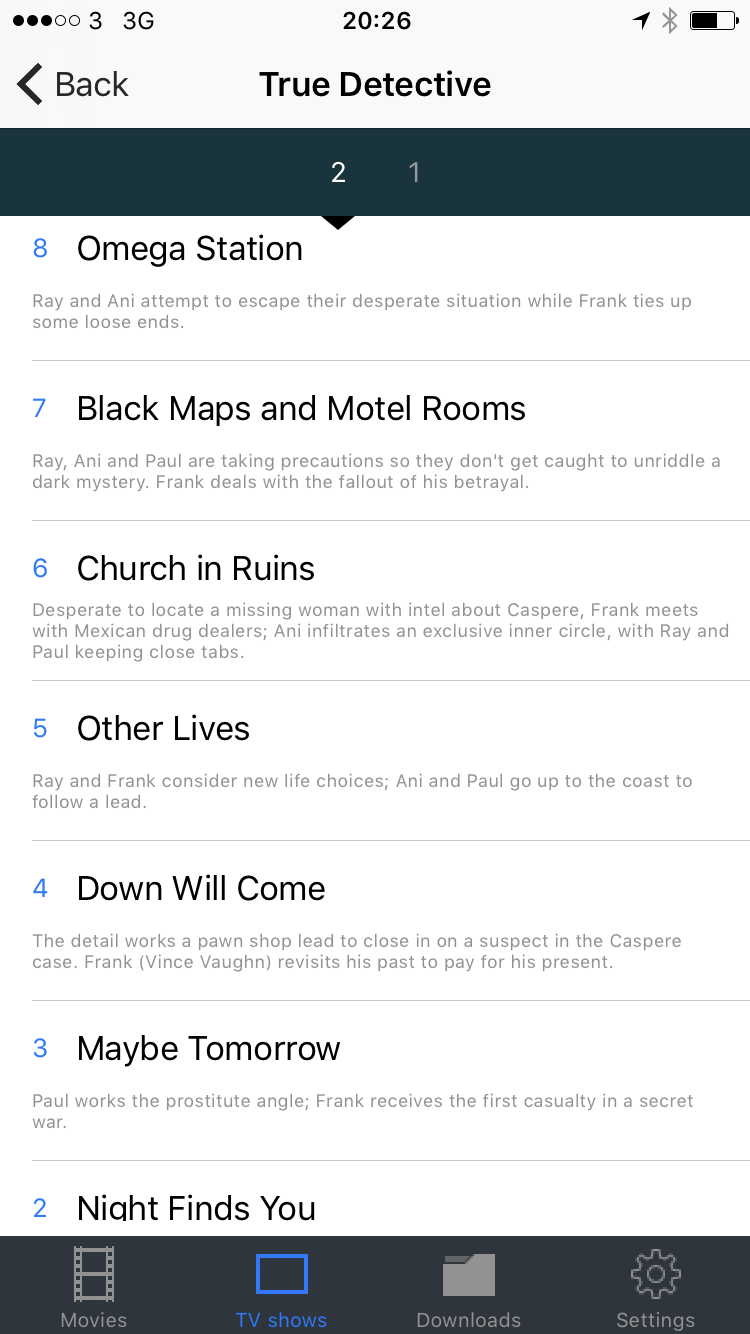 3 3G 20:26
Back True Detective
2 1
8 Omega Station
Ray and Ani attempt to escape their desperate situation while Frank ties up
some loose ends.
7 Black Maps and Motel Rooms
Ray, Ani and Paul are taking precautions so they don't get caught to unriddle a
dark mystery. Frank deals with the fallout of his betrayal.
6 Church in Ruins
Desperate to locate a missing woman with intel about Caspere, Frank meets
with Mexican drug dealers; Ani infiltrates an exclusive inner circle, with Ray and
Paul keeping close tabs.
5 Other Lives
Ray and Frank consider new life choices; Ani and Paul go up to the coast to
follow a lead.
4 Down Will Come
The detail works a pawn shop lead to close in on a suspect in the Caspere
case. Frank (Vince Vaughn) revisits his past to pay for his present.
3 Maybe Tomorrow
Paul works the prostitute angle; Frank receives the first casualty in a secret
war.
2 Night Finds You
Movies TV shows Downloads Settings